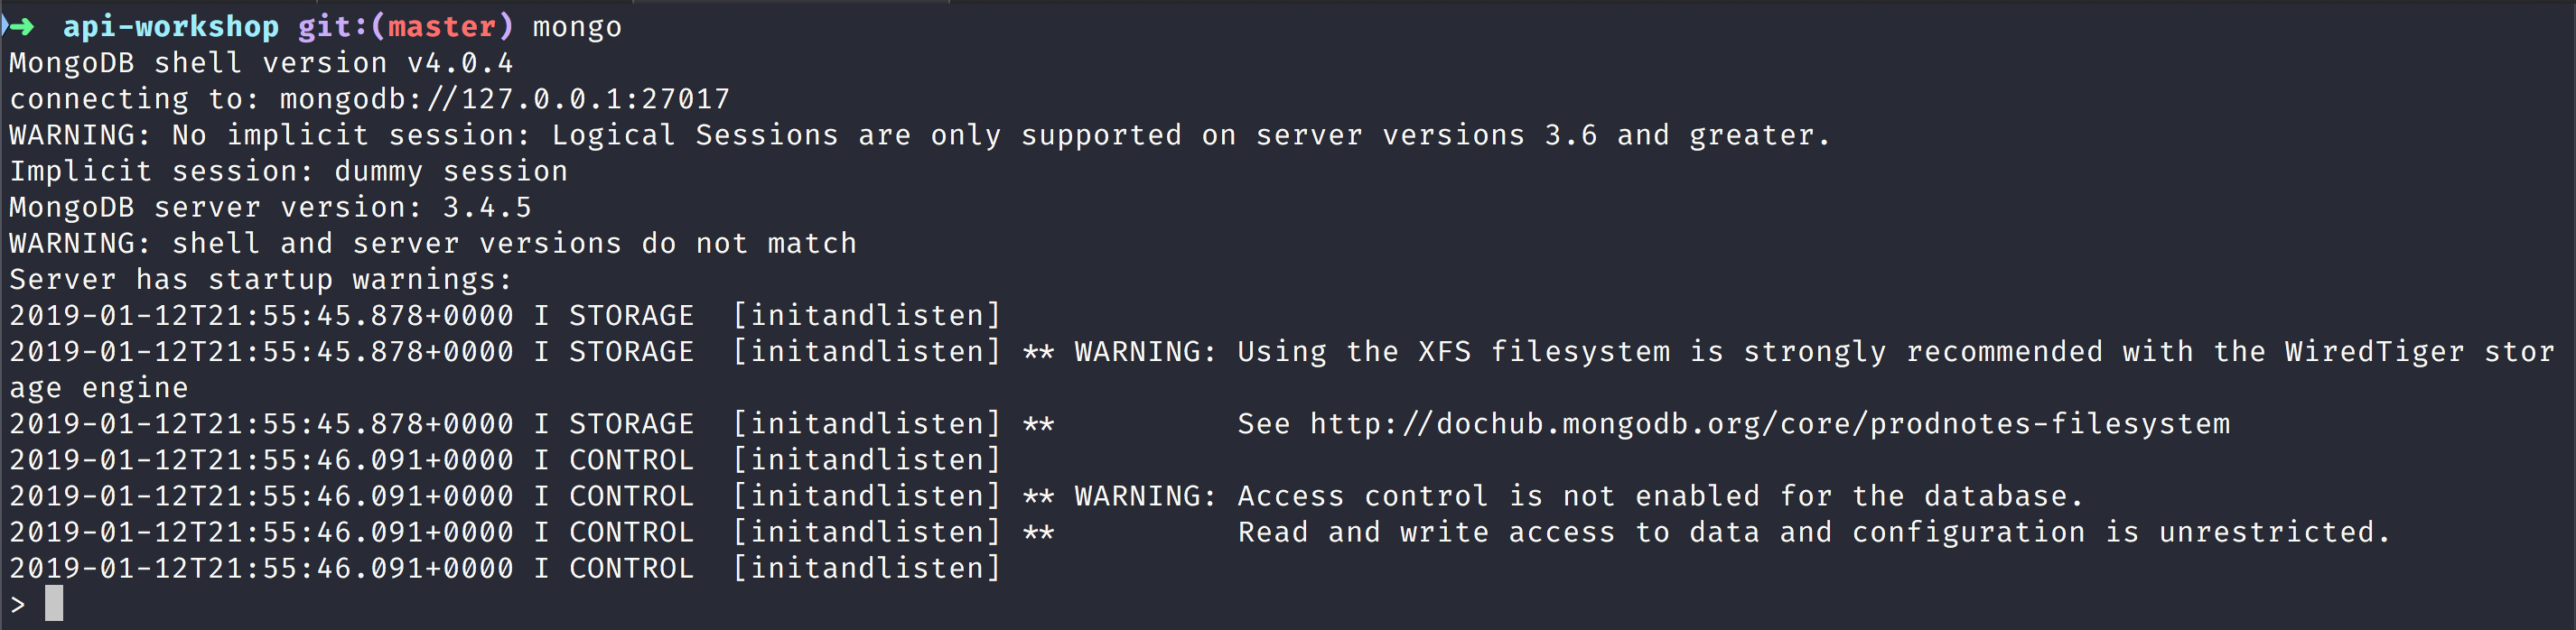 ➜  api-workshop git:(master) mongo
MongoDB shell version v4.0.4
connecting to: mongodb://127.0.0.1:27017
WARNING: No implicit session: Logical Sessions are only supported on server versions 3.6 and greater.
Implicit session: dummy session
MongoDB server version: 3.4.5
WARNING: shell and server versions do not match
Server has startup warnings:
2019-01-12T21:55:45.878+0000 I STORAGE  [initandlisten]
2019-01-12T21:55:45.878+0000 I STORAGE  [initandlisten] ** WARNING: Using the XFS filesystem is strongly recommended with the WiredTiger stor
age engine
2019-01-12T21:55:45.878+0000 I STORAGE  [initandlisten] **          See http://dochub.mongodb.org/core/prodnotes-filesystem
2019-01-12T21:55:46.091+0000 I CONTROL  [initandlisten]
2019-01-12T21:55:46.091+0000 I CONTROL  [initandlisten] ** WARNING: Access control is not enabled for the database.
2019-01-12T21:55:46.091+0000 I CONTROL  [initandlisten] **          Read and write access to data and configuration is unrestricted.
2019-01-12T21:55:46.091+0000 I CONTROL  [initandlisten]
>